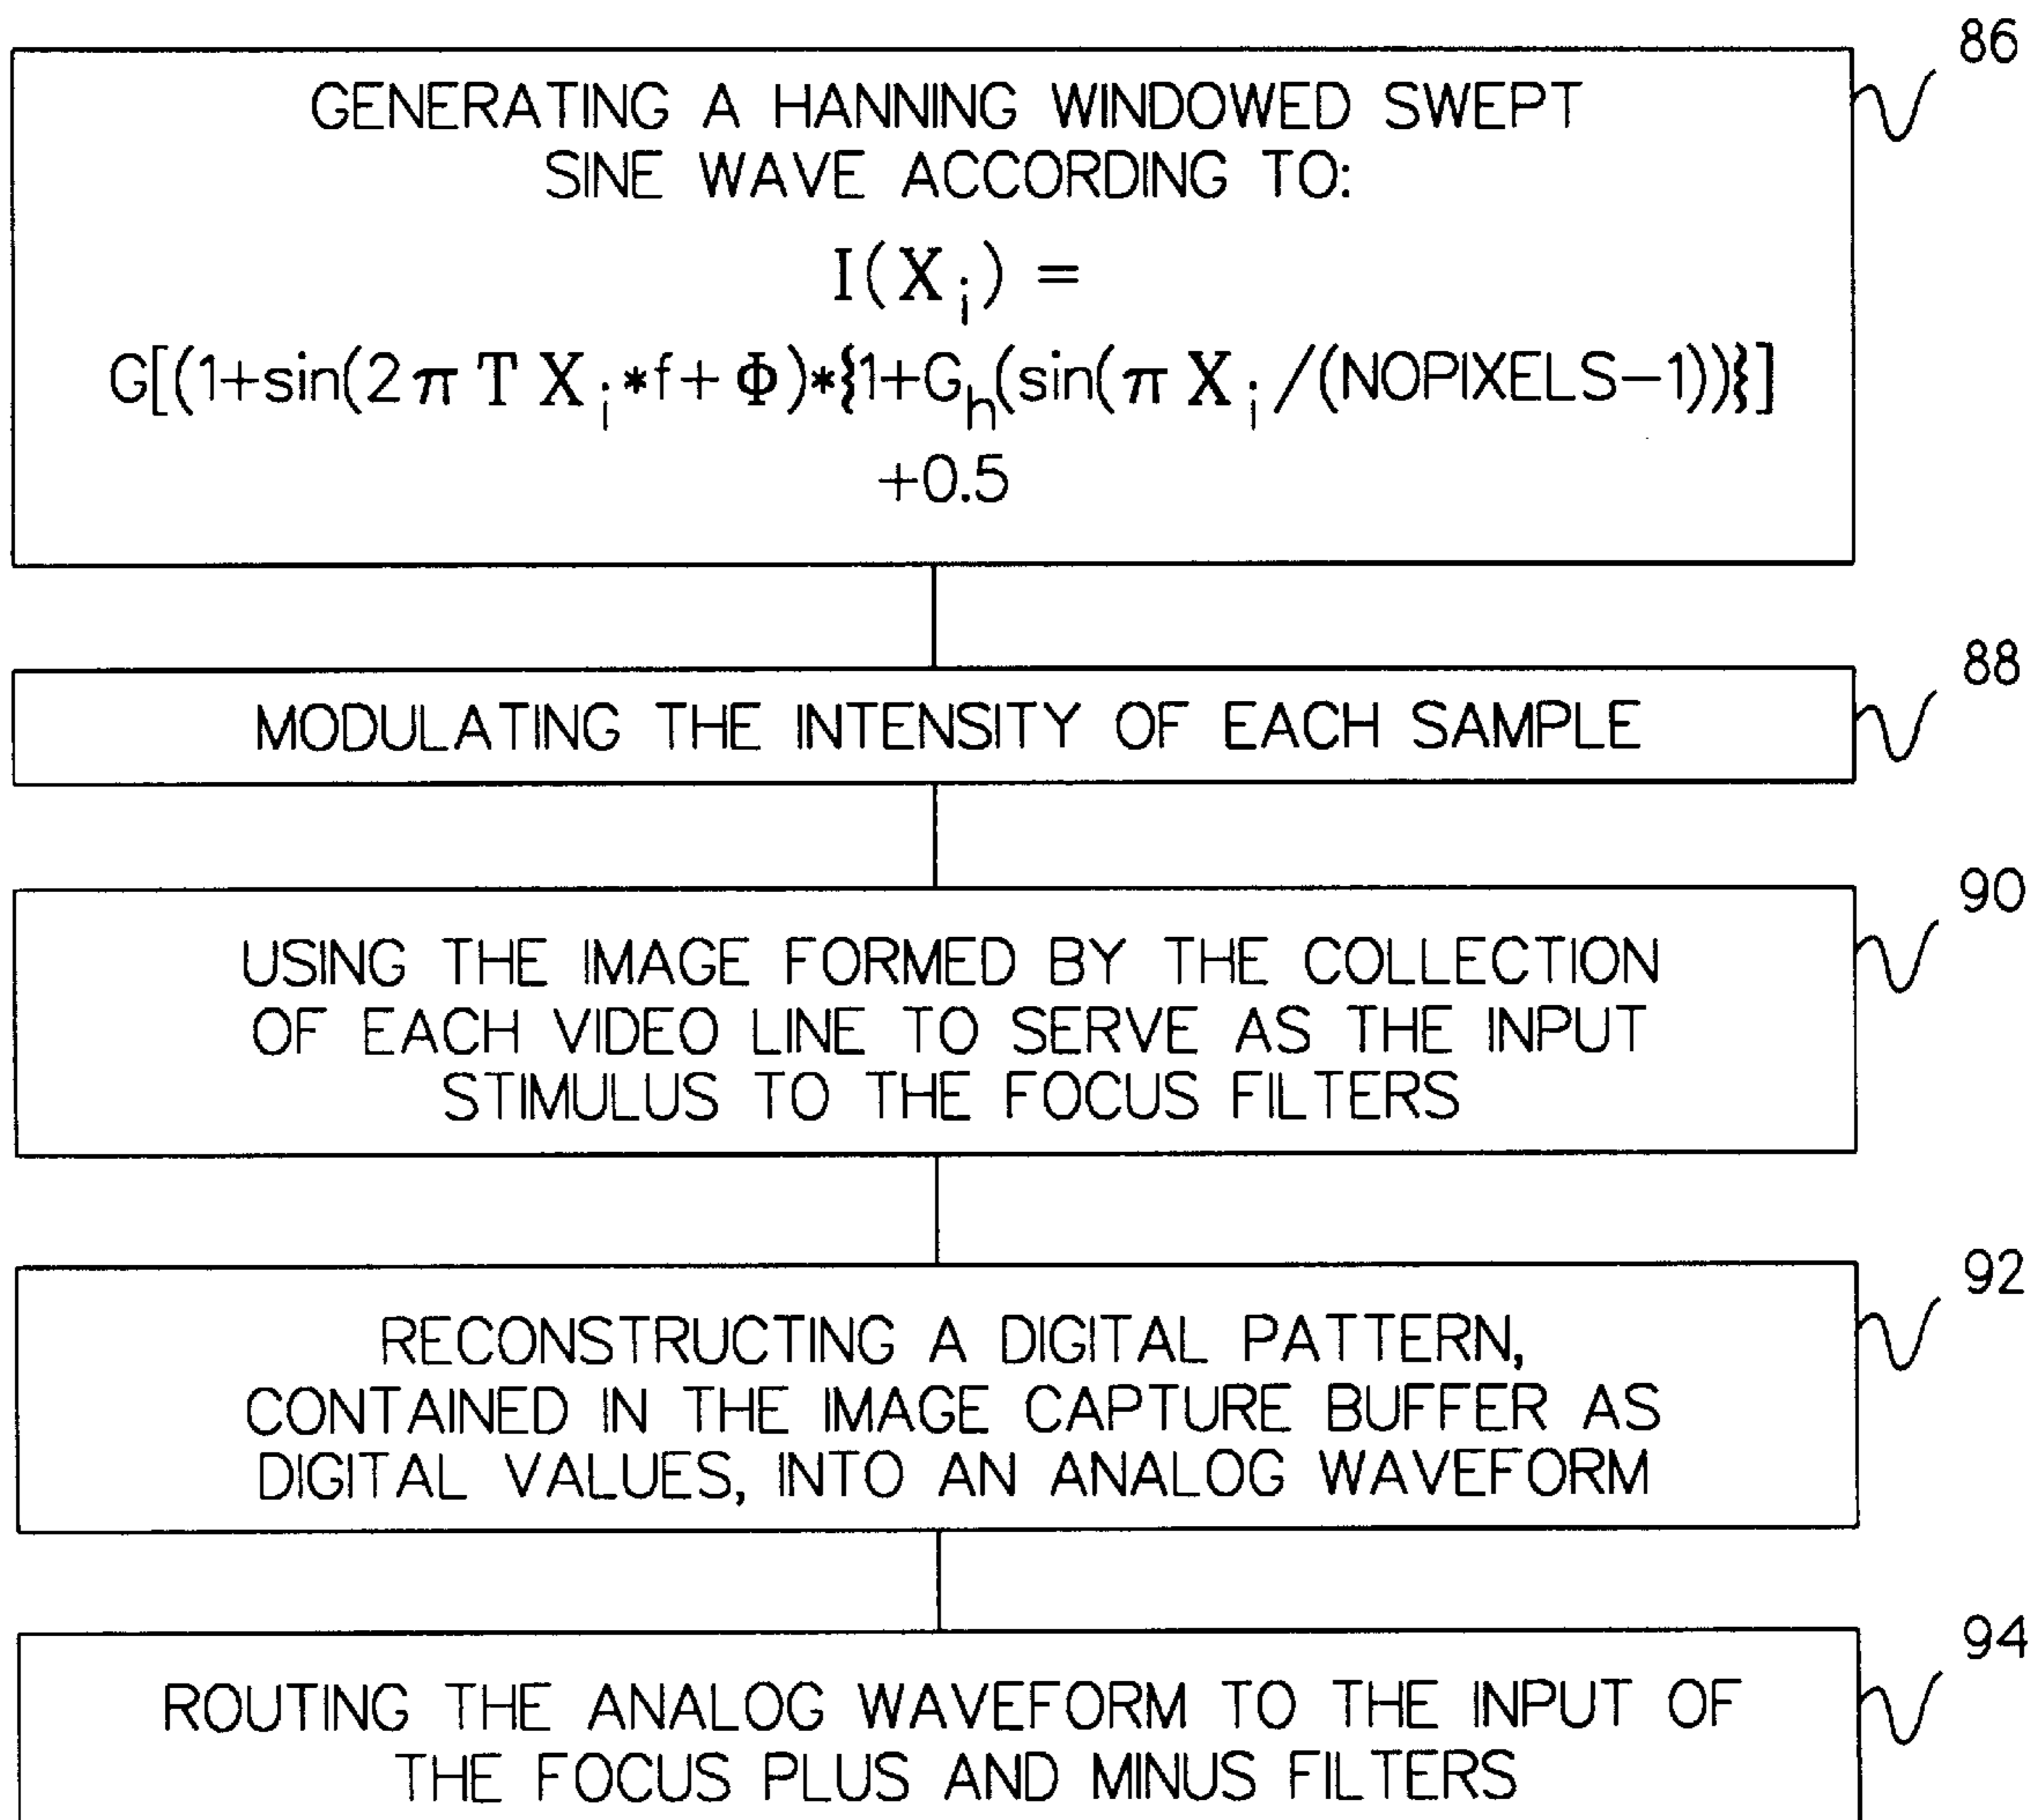 86
GENERATING A HANNING WINDOWED SWEPT
SINE WAVE ACCORDING TO:
I(X_i) =
G[(1+sin(2π T X_i*f+Φ)*{1+G_h(sin(π X_i/(NOPIXELS-1))}]
+0.5
88
MODULATING THE INTENSITY OF EACH SAMPLE
90
USING THE IMAGE FORMED BY THE COLLECTION
OF EACH VIDEO LINE TO SERVE AS THE INPUT
STIMULUS TO THE FOCUS FILTERS
92
RECONSTRUCTING A DIGITAL PATTERN,
CONTAINED IN THE IMAGE CAPTURE BUFFER AS
DIGITAL VALUES, INTO AN ANALOG WAVEFORM
94
ROUTING THE ANALOG WAVEFORM TO THE INPUT OF
THE FOCUS PLUS AND MINUS FILTERS